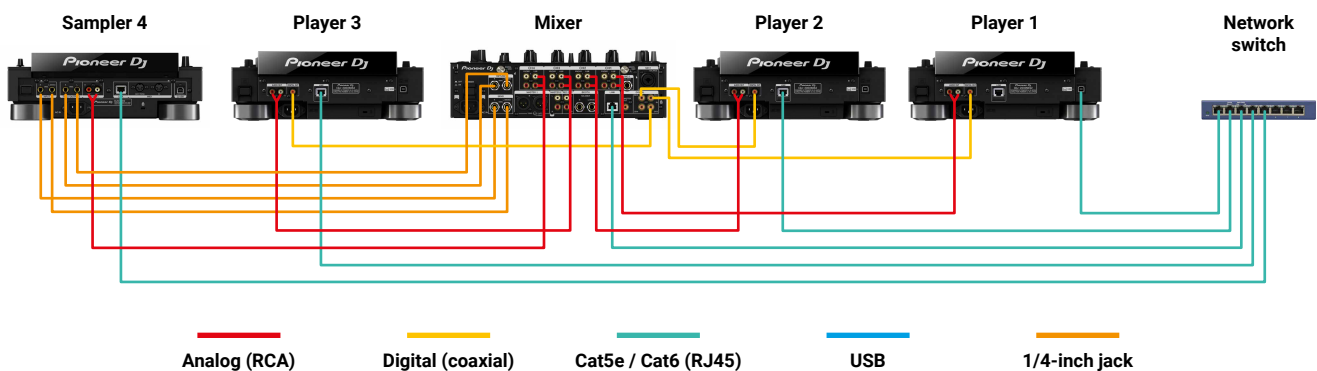 Sampler 4
Player 3
Mixer
Player 2
Player 1
Network
switch
Pioneer Dj
Pioneer Dj
Pioneer Dj
Pioneer Dj
Pioneer Dj
Analog (RCA)
Digital (coaxial)
Cat5e / Cat6 (RJ45)
USB
1/4-inch jack